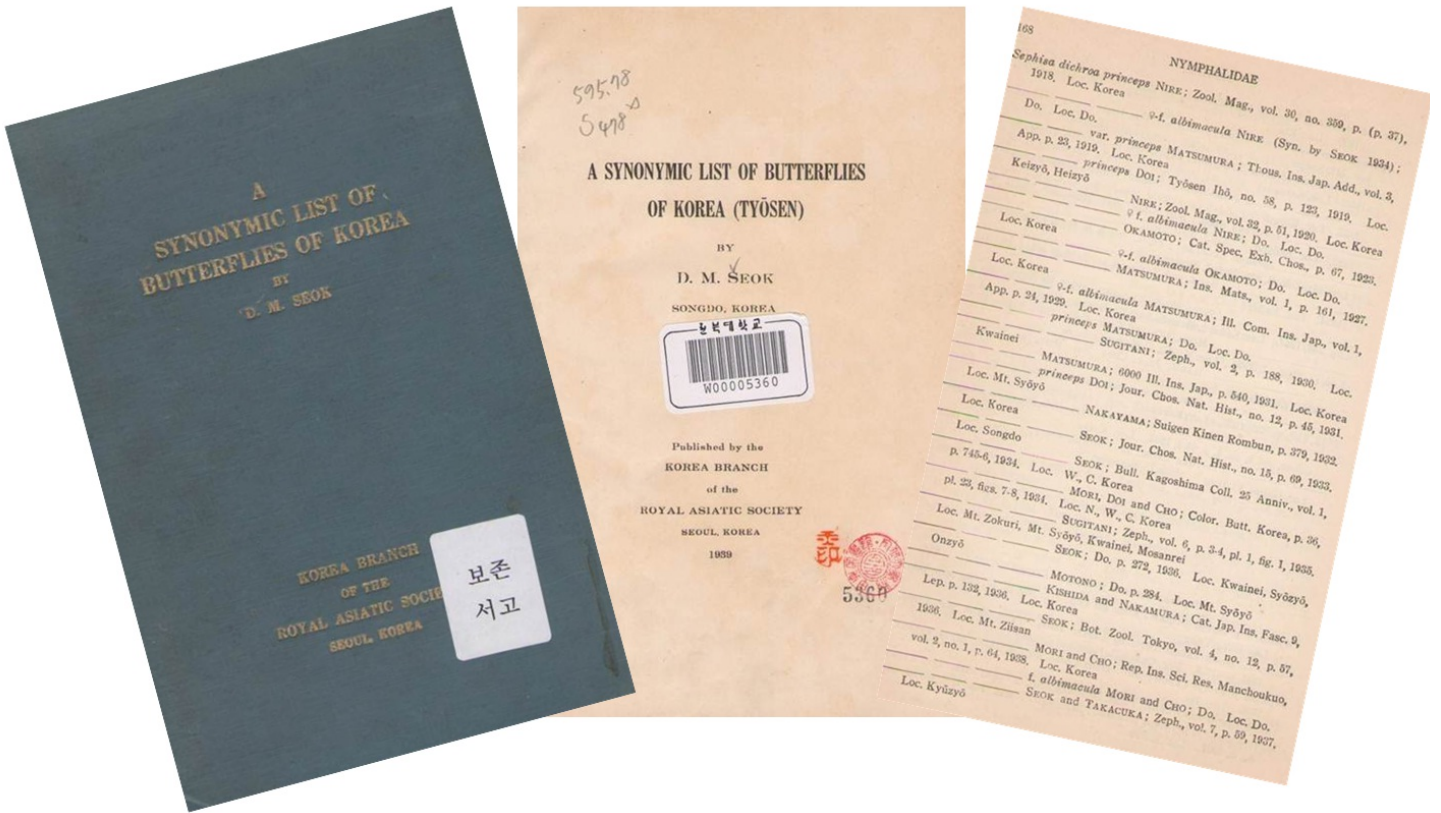 A
SYNONYMIC LIST OF
BUTTERFLIES OF KOREA
BY
D. M. SEOK
KOREA BRANCH
OF THE
ROYAL ASIATIC SOCIE
SEOUL, KOREA
보존
서고
595.78
S478
A SYNONYMIC LIST OF BUTTERFLIES
OF KOREA (TYŌSEN)
BY
D. M. SEOK
SONGDO, KOREA
전북대학교
W00005360
Published by the
KOREA BRANCH
of the
ROYAL ASIATIC SOCIETY
SEOUL, KOREA
1939
5360
168
NYMPHALIDAE
Sephisa dichroa princeps NIRE; Zool. Mag., vol. 30, no. 359, p. (p. 37),
1918. Loc. Korea
♀-f. albimacula NIRE (Syn. by SEOK 1934);
Do. Loc. Do.
var. princeps MATSUMURA; Thous. Ins. Jap. Add., vol. 3,
App. p. 23, 1919. Loc. Korea
princeps DOI; Tyōsen Ihō, no. 58, p. 123, 1919. Loc.
Keizyō, Heizyō
NIRE; Zool. Mag., vol. 32, p. 51, 1920. Loc. Korea
♀ f. albimacula NIRE; Do. Loc. Do.
OKAMOTO; Cat. Spec. Exh. Chos., p. 67, 1923.
Loc. Korea
♀-f. albimacula OKAMOTO; Do. Loc. Do.
MATSUMURA; Ins. Mats., vol. 1, p. 161, 1927.
Loc. Korea
♀-f. albimacula MATSUMURA; Ill. Com. Ins. Jap., vol. 1,
App. p. 24, 1929. Loc. Korea
princeps MATSUMURA; Do. Loc. Do.
SUGITANI; Zeph., vol. 2, p. 188, 1930. Loc.
Kwainei
MATSUMURA; 6000 Ill. Ins. Jap., p. 540, 1931. Loc. Korea
princeps DOI; Jour. Chos. Nat. Hist., no. 12, p. 45, 1931.
Loc. Mt. Syōyō
NAKAYAMA; Suigen Kinen Rombun, p. 379, 1932.
Loc. Korea
SEOK; Jour. Chos. Nat. Hist., no. 15, p. 69, 1933.
Loc. Songdo
SEOK; Bull. Kagoshima Coll. 25 Anniv., vol. 1,
p. 745-6, 1934. Loc. W., C. Korea
MORI, DOI and CHO; Color. Butt. Korea, p. 36,
pl. 23, figs. 7-8, 1934. Loc. N., W., C. Korea
SUGITANI; Zeph., vol. 6, p. 3-4, pl. 1, fig. 1, 1935.
Loc. Mt. Zokuri, Mt. Syōyō, Kwainei, Mosanrei
SEOK; Do. p. 272, 1936. Loc. Kwainei, Syōzyō,
Onzyō
MOTONO; Do. p. 284. Loc. Mt. Syōyō
KISHIDA and NAKAMURA; Cat. Jap. Ins. Fasc. 9,
Lep. p. 132, 1936. Loc. Korea
SEOK; Bot. Zool. Tokyo, vol. 4, no. 12, p. 57,
1936. Loc. Mt. Ziisan
MORI and CHO; Rep. Ins. Sci. Res. Manchoukuo,
vol. 2, no. 1, p. 64, 1938. Loc. Korea
f. albimacula MORI and CHO; Do. Loc. Do.
SEOK and TAKACUKA; Zeph., vol. 7, p. 59, 1937.
Loc. Kyūzyō